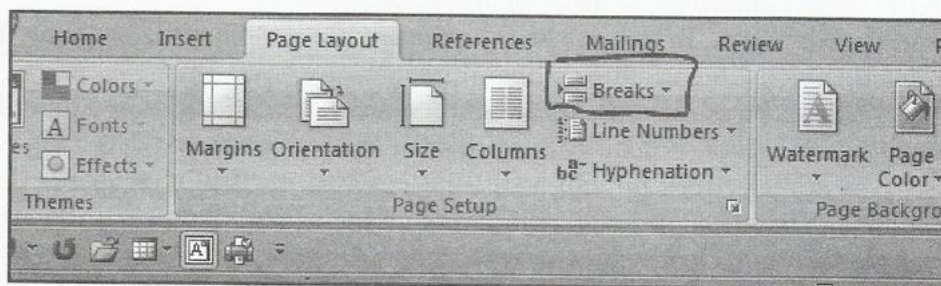 Home Insert Page Layout References Mailings Review View
Colors
Fonts
Effects
Themes
Margins Orientation Size Columns
Breaks
Line Numbers
Hyphenation
Page Setup
Watermark Page
Color